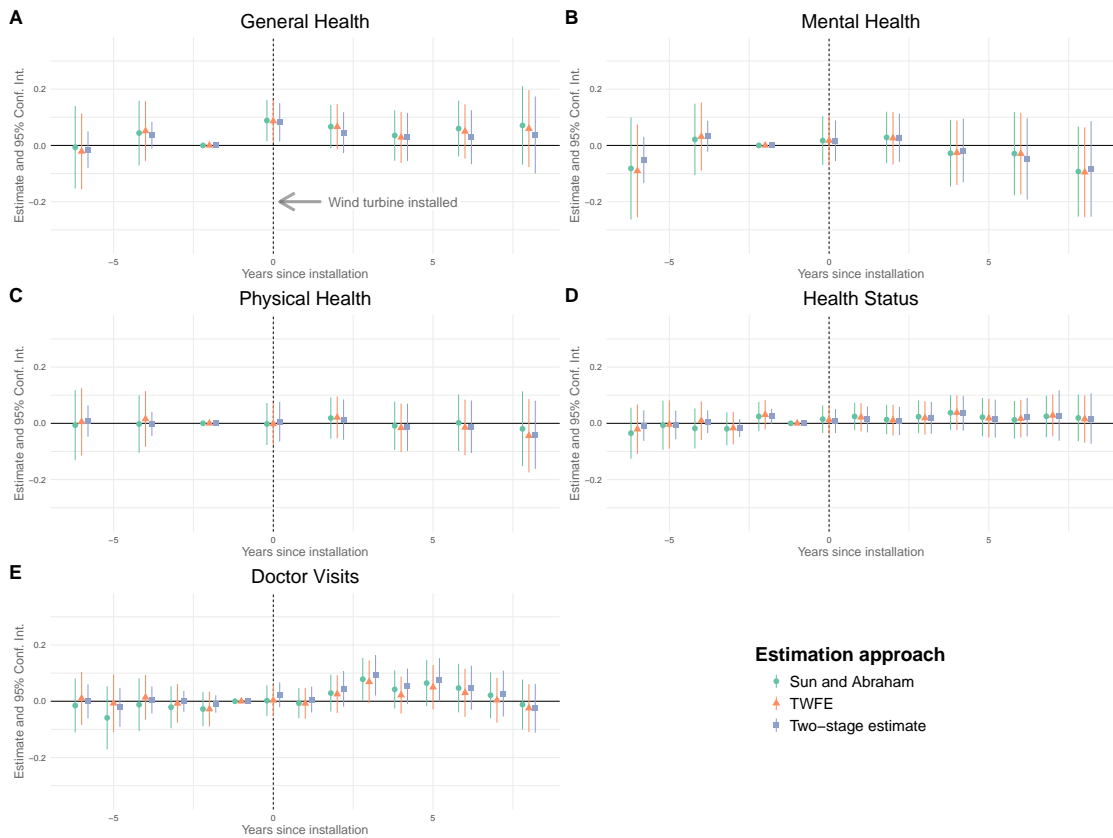 A
General Health
Estimate and 95% Conf. Int.
0.2
0.0
−0.2
Wind turbine installed
−5
0
5
Years since installation
B
Mental Health
Estimate and 95% Conf. Int.
0.2
0.0
−0.2
−5
0
5
Years since installation
C
Physical Health
Estimate and 95% Conf. Int.
0.2
0.0
−0.2
−5
0
5
Years since installation
D
Health Status
Estimate and 95% Conf. Int.
0.2
0.0
−0.2
−5
0
5
Years since installation
E
Doctor Visits
Estimate and 95% Conf. Int.
0.2
0.0
−0.2
−5
0
5
Years since installation
Estimation approach
Sun and Abraham
TWFE
Two−stage estimate